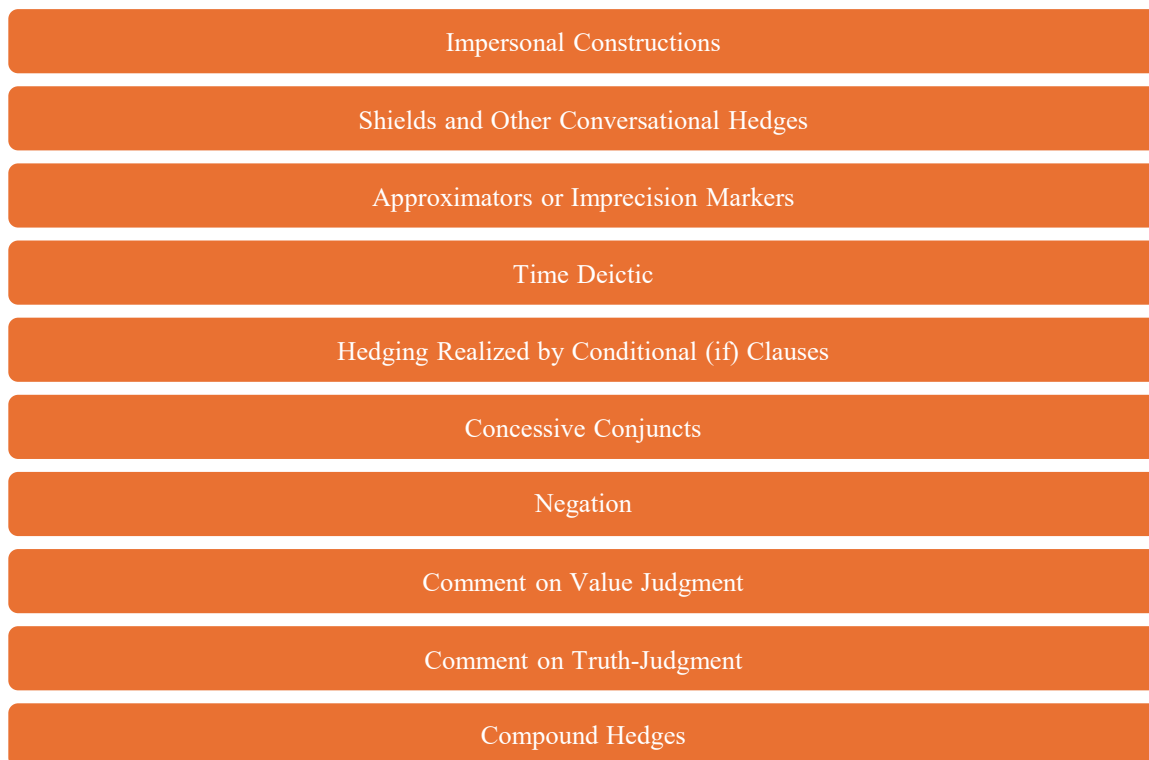 Impersonal Constructions
Shields and Other Conversational Hedges
Approximators or Imprecision Markers
Time Deictic
Hedging Realized by Conditional (if) Clauses
Concessive Conjuncts
Negation
Comment on Value Judgment
Comment on Truth-Judgment
Compound Hedges